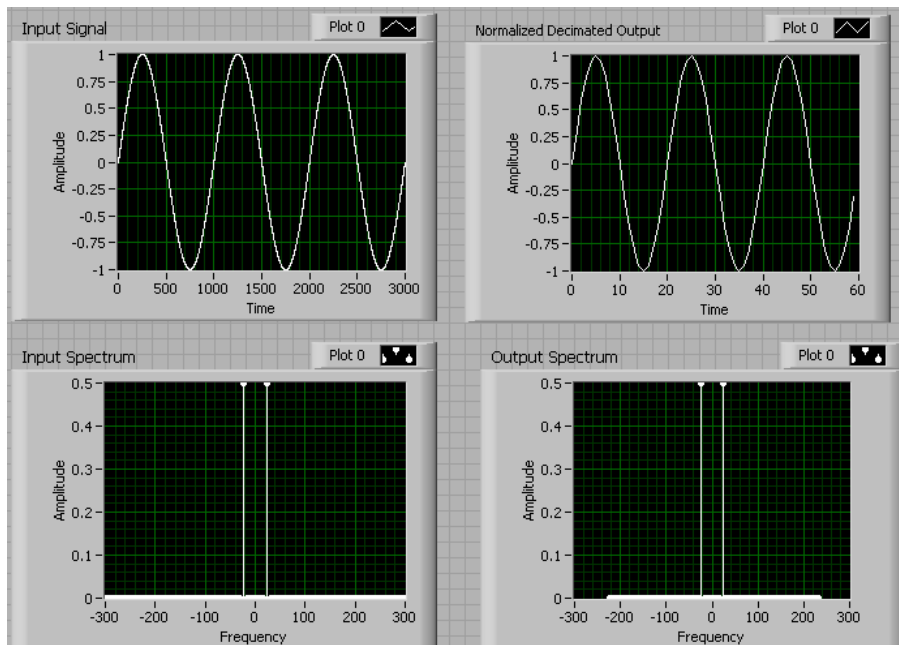 Input Signal
Plot 0
Amplitude
1
0.75
0.5
0.25
0
-0.25
-0.5
-0.75
-1
0 500 1000 1500 2000 2500 3000
Time
Normalized Decimated Output
Plot 0
Amplitude
1
0.75
0.5
0.25
0
-0.25
-0.5
-0.75
-1
0 10 20 30 40 50 60
Time
Input Spectrum
Plot 0
Amplitude
0.5
0.4
0.3
0.2
0.1
0
-300 -200 -100 0 100 200 300
Frequency
Output Spectrum
Plot 0
Amplitude
0.5
0.4
0.3
0.2
0.1
0
-300 -200 -100 0 100 200 300
Frequency